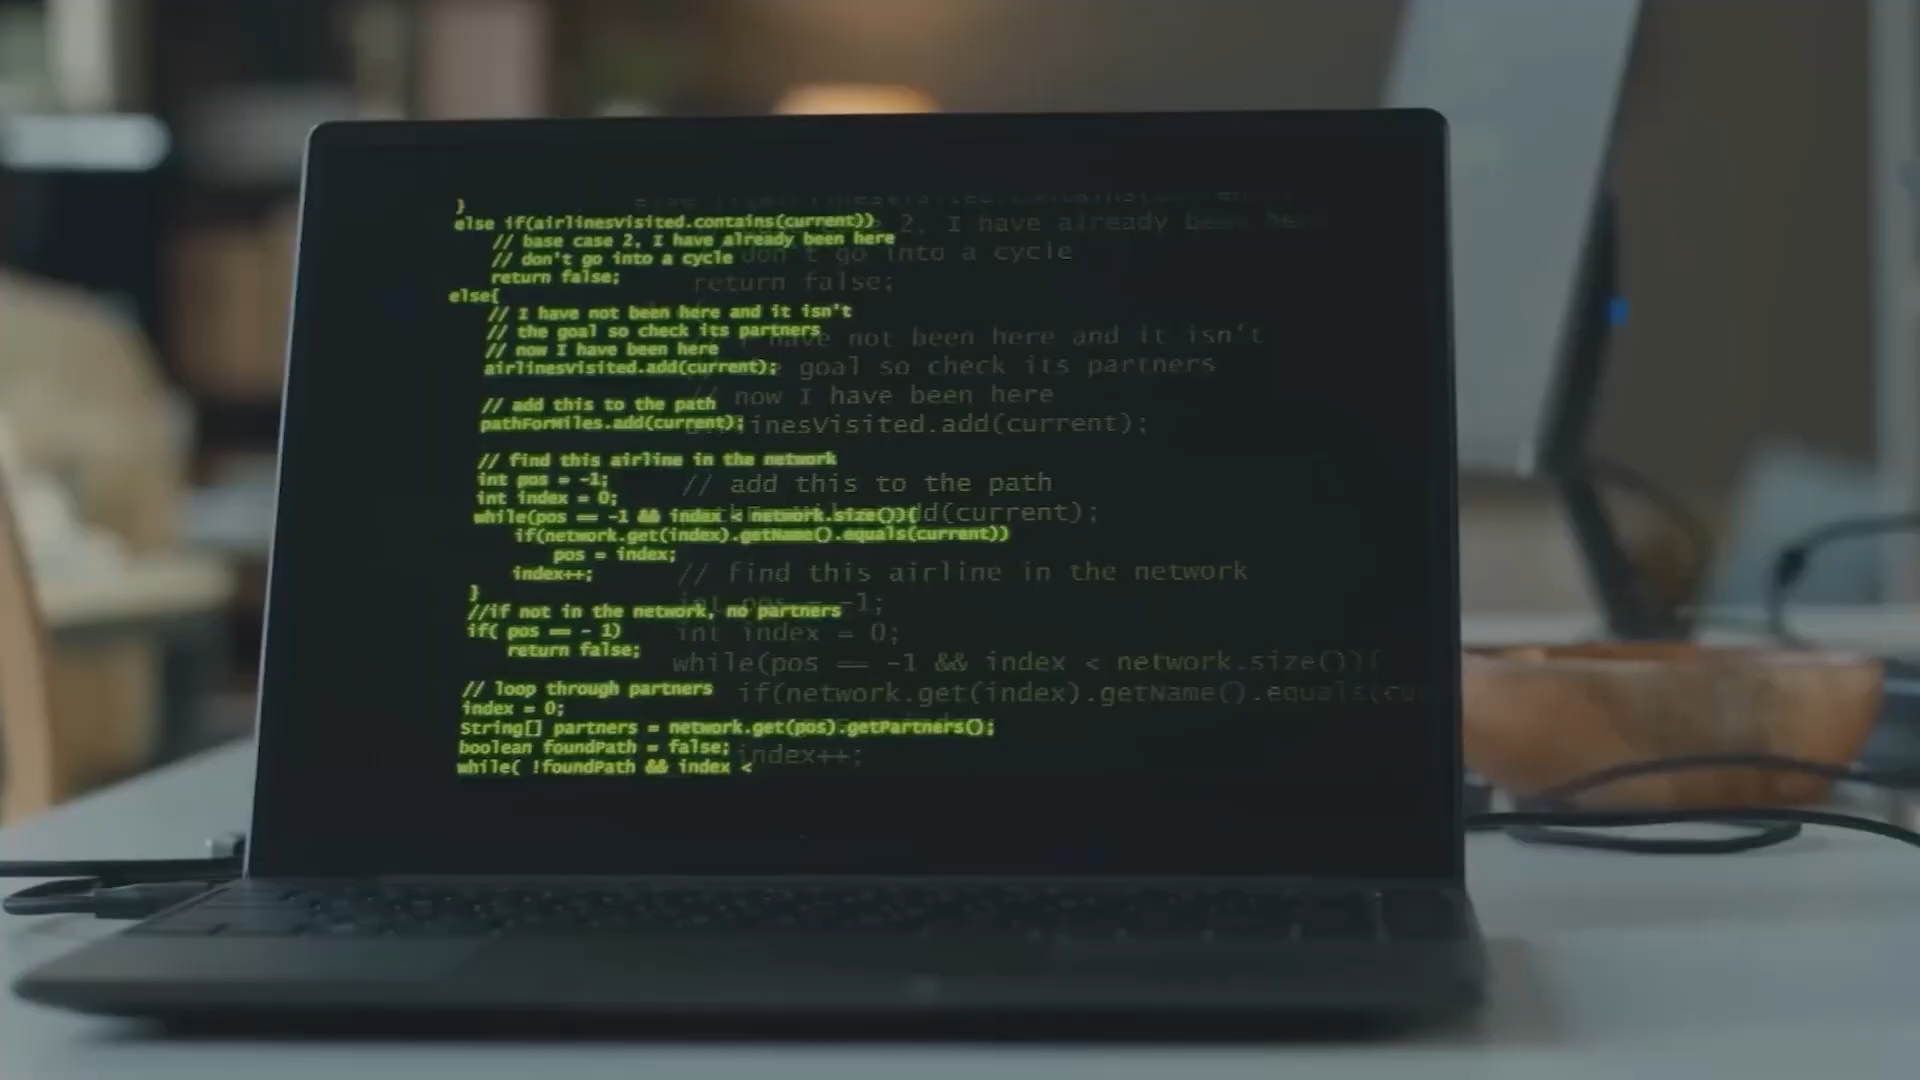 }
else if(airlinesVisited.contains(current))
// base case 2, I have already been here
// don't go into a cycle
return false;
else{
// I have not been here and it isn't
// the goal so check its partners
// now I have been here
airlinesVisited.add(current);
// add this to the path
pathForMiles.add(current);
// find this airline in the network
int pos = -1;
int index = 0;
while(pos == -1 && index < network.size()){
if(network.get(index).getName().equals(current))
pos = index;
index++;
}
//if not in the network, no partners
if( pos == - 1)
return false;
// loop through partners
index = 0;
String[] partners = network.get(pos).getPartners();
boolean foundPath = false;
while( !foundPath && index <
2, I have already been here
don't go into a cycle
return false;
have not been here and it isn't
goal so check its partners
// now I have been here
inesVisited.add(current);
// add this to the path
dd(current);
// find this airline in the network
int pos = -1;
int index = 0;
while(pos == -1 && index < network.size()){
if(network.get(index).getName().equals(cur
index++;